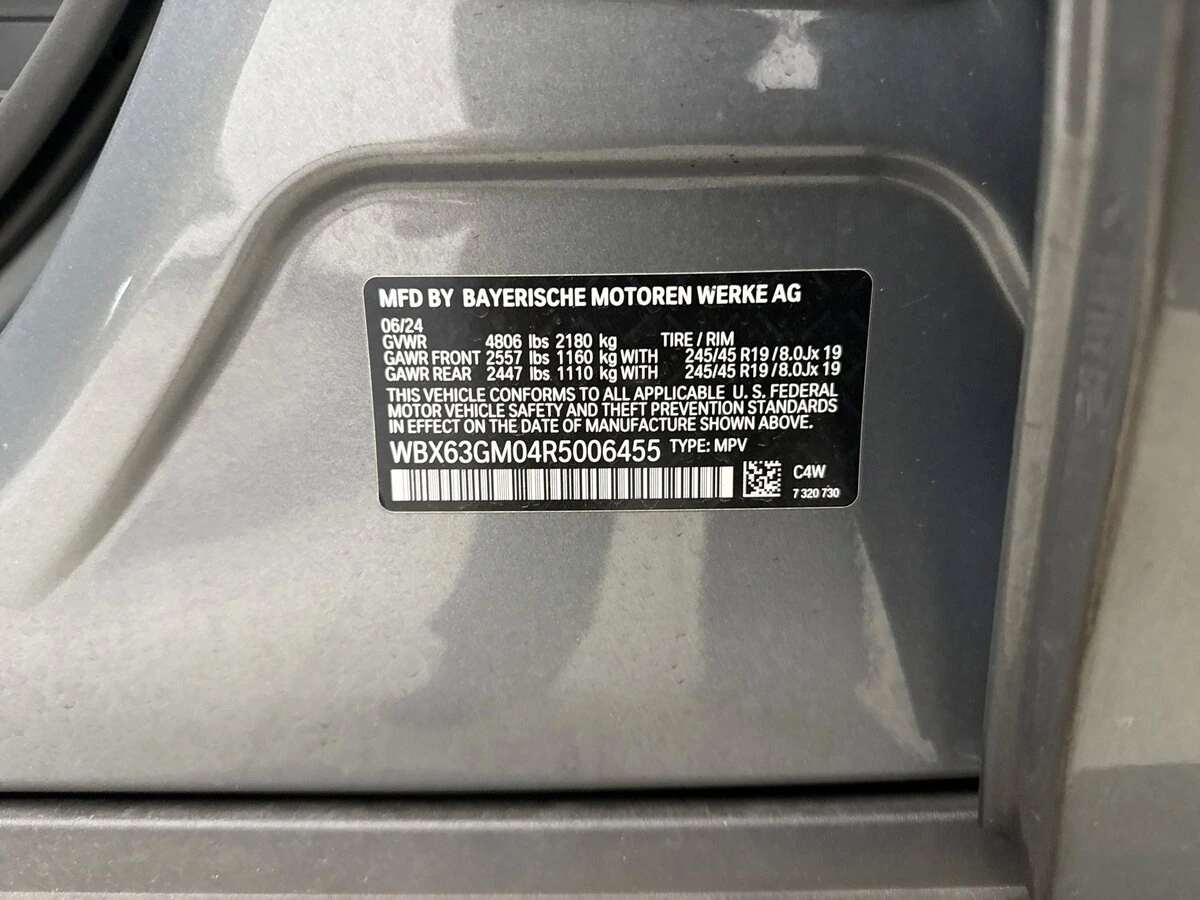 MFD BY BAYERISCHE MOTOREN WERKE AG
06/24
GVWR 4806 lbs 2180 kg TIRE / RIM
GAWR FRONT 2557 lbs 1160 kg WITH 245/45 R19 / 8.0Jx 19
GAWR REAR 2447 lbs 1110 kg WITH 245/45 R19 / 8.0Jx 19
THIS VEHICLE CONFORMS TO ALL APPLICABLE U. S. FEDERAL
MOTOR VEHICLE SAFETY AND THEFT PREVENTION STANDARDS
IN EFFECT ON THE DATE OF MANUFACTURE SHOWN ABOVE.
WBX63GM04R5006455 TYPE: MPV
C4W
7 320 730